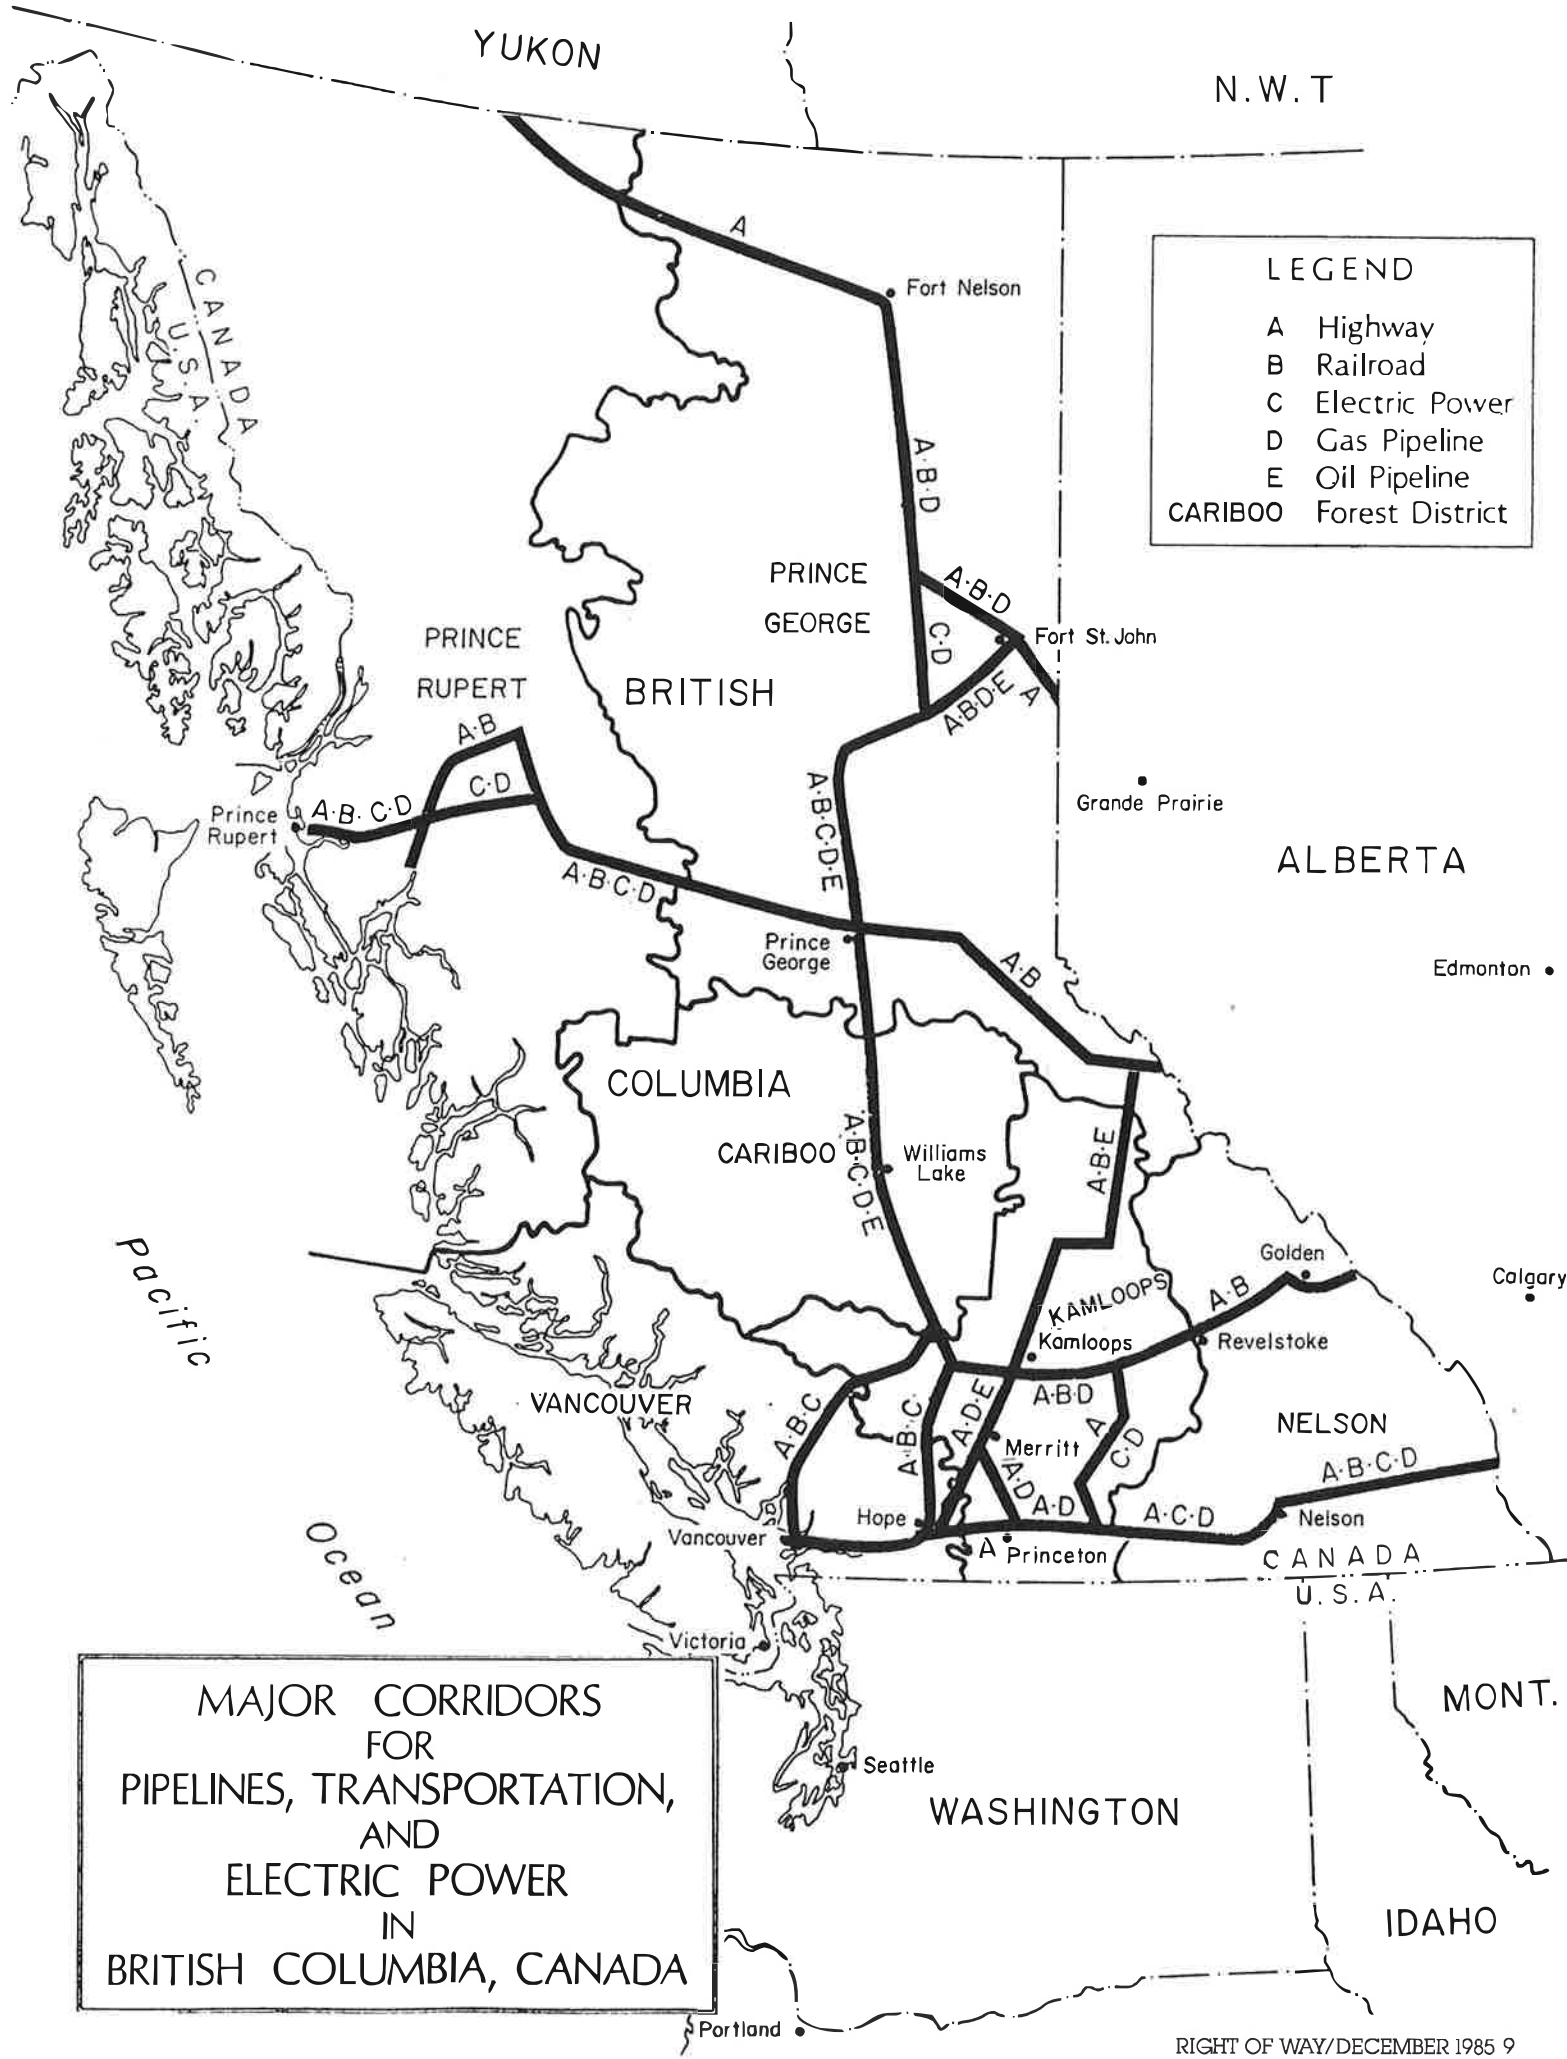 YUKON
N.W.T
CANADA
U.S.A.
A
Fort Nelson
LEGEND
A Highway
B Railroad
C Electric Power
D Gas Pipeline
E Oil Pipeline
CARIBOO Forest District
A·B·D
PRINCE
GEORGE
A·B·D
C·D
Fort St. John
A·B·D·E
A
PRINCE
RUPERT
BRITISH
A·B
C·D
A·B·C·D
Prince
Rupert
A·B·C·D·E
Grande Prairie
ALBERTA
A·B·C·D
Prince
George
A·B
Edmonton
COLUMBIA
CARIBOO
A·B·C·D·E
Williams
Lake
A·B·E
Pacific
Ocean
Golden
Calgary
KAMLOOPS
Kamloops
A·B
Revelstoke
VANCOUVER
A·B·C
A·B·C
A·D·E
A·B·D
A
C·D
NELSON
Merritt
A·D
A·D
A·B·C·D
Hope
A·C·D
Nelson
Vancouver
A
Princeton
CANADA
U.S.A.
Victoria
MAJOR CORRIDORS
FOR
PIPELINES, TRANSPORTATION,
AND
ELECTRIC POWER
IN
BRITISH COLUMBIA, CANADA
MONT.
Seattle
WASHINGTON
IDAHO
Portland
RIGHT OF WAY/DECEMBER 1985 9